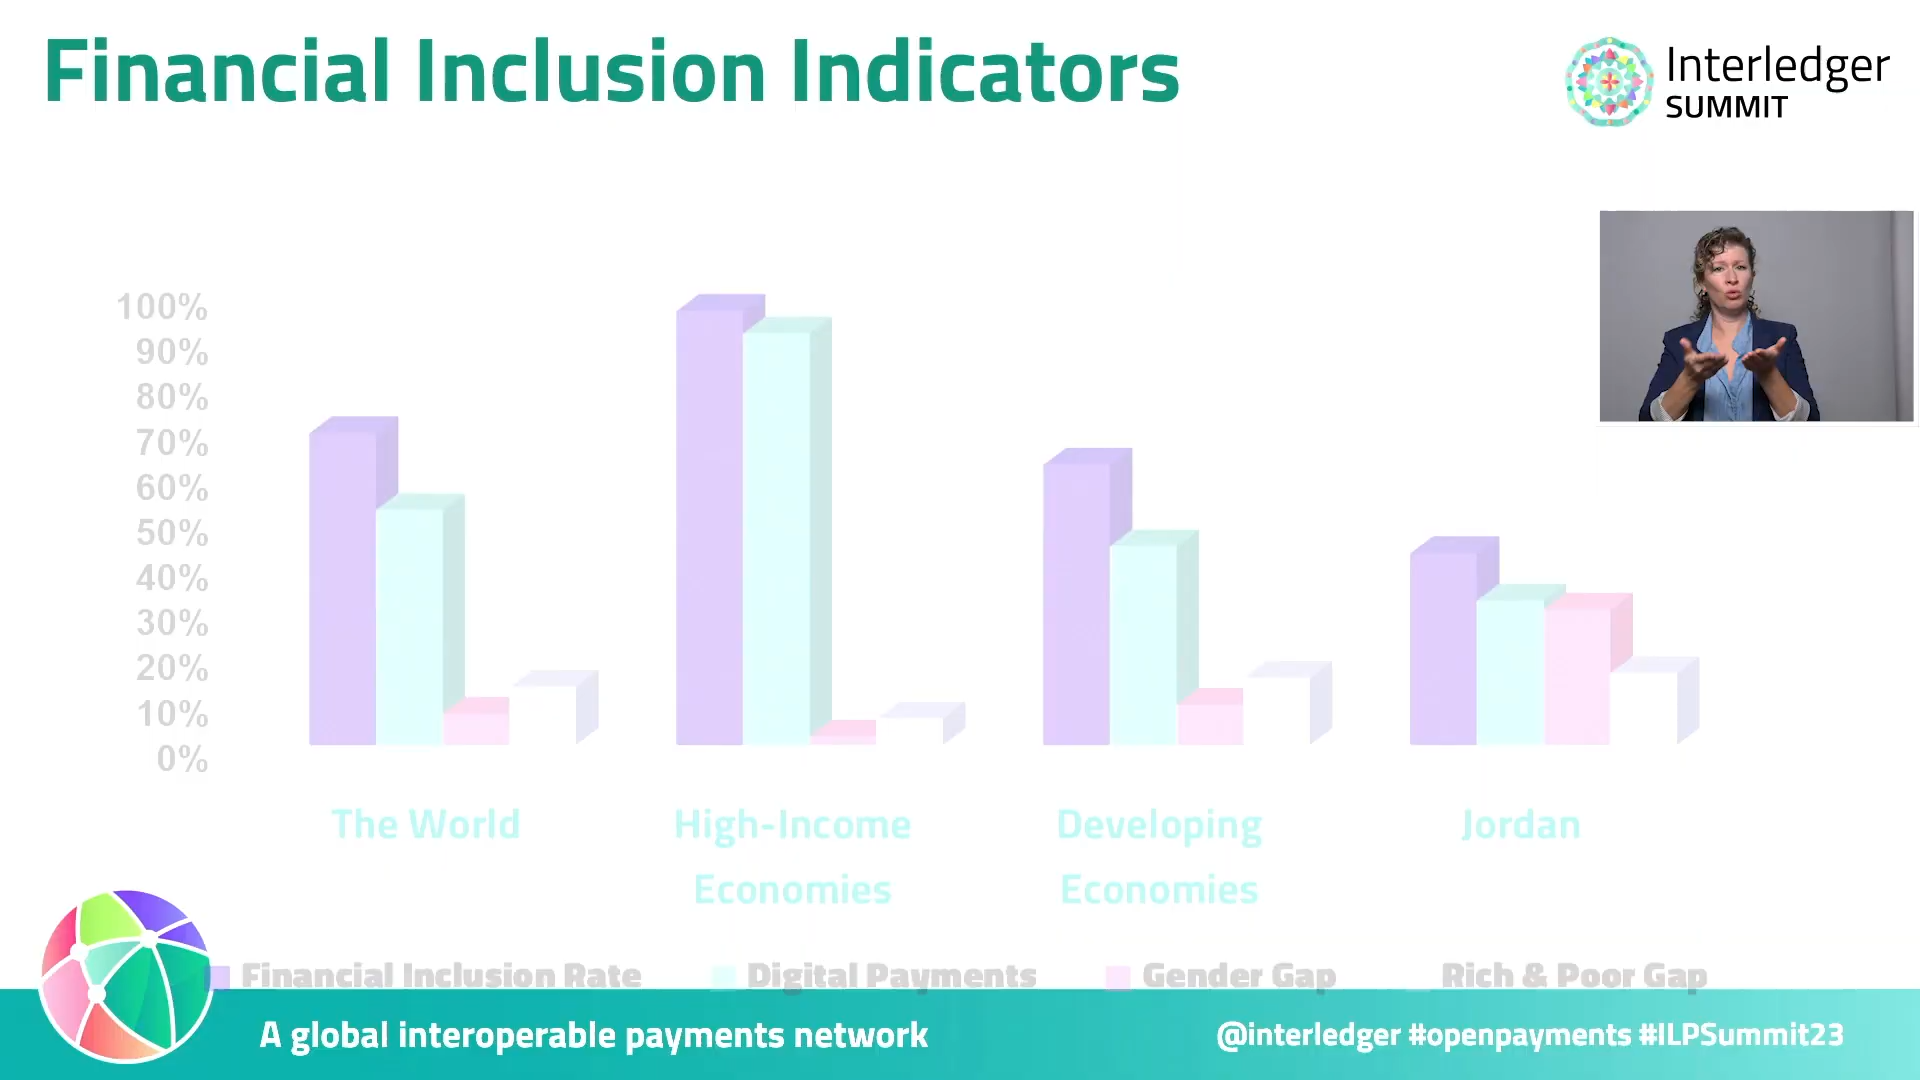 Financial Inclusion Indicators
Interledger
SUMMIT
100%
90%
80%
70%
60%
50%
40%
30%
20%
10%
0%
The World
High-Income
Economies
Developing
Economies
Jordan
Financial Inclusion Rate
Digital Payments
Gender Gap
Rich & Poor Gap
A global interoperable payments network
@interledger #openpayments #ILPSummit23